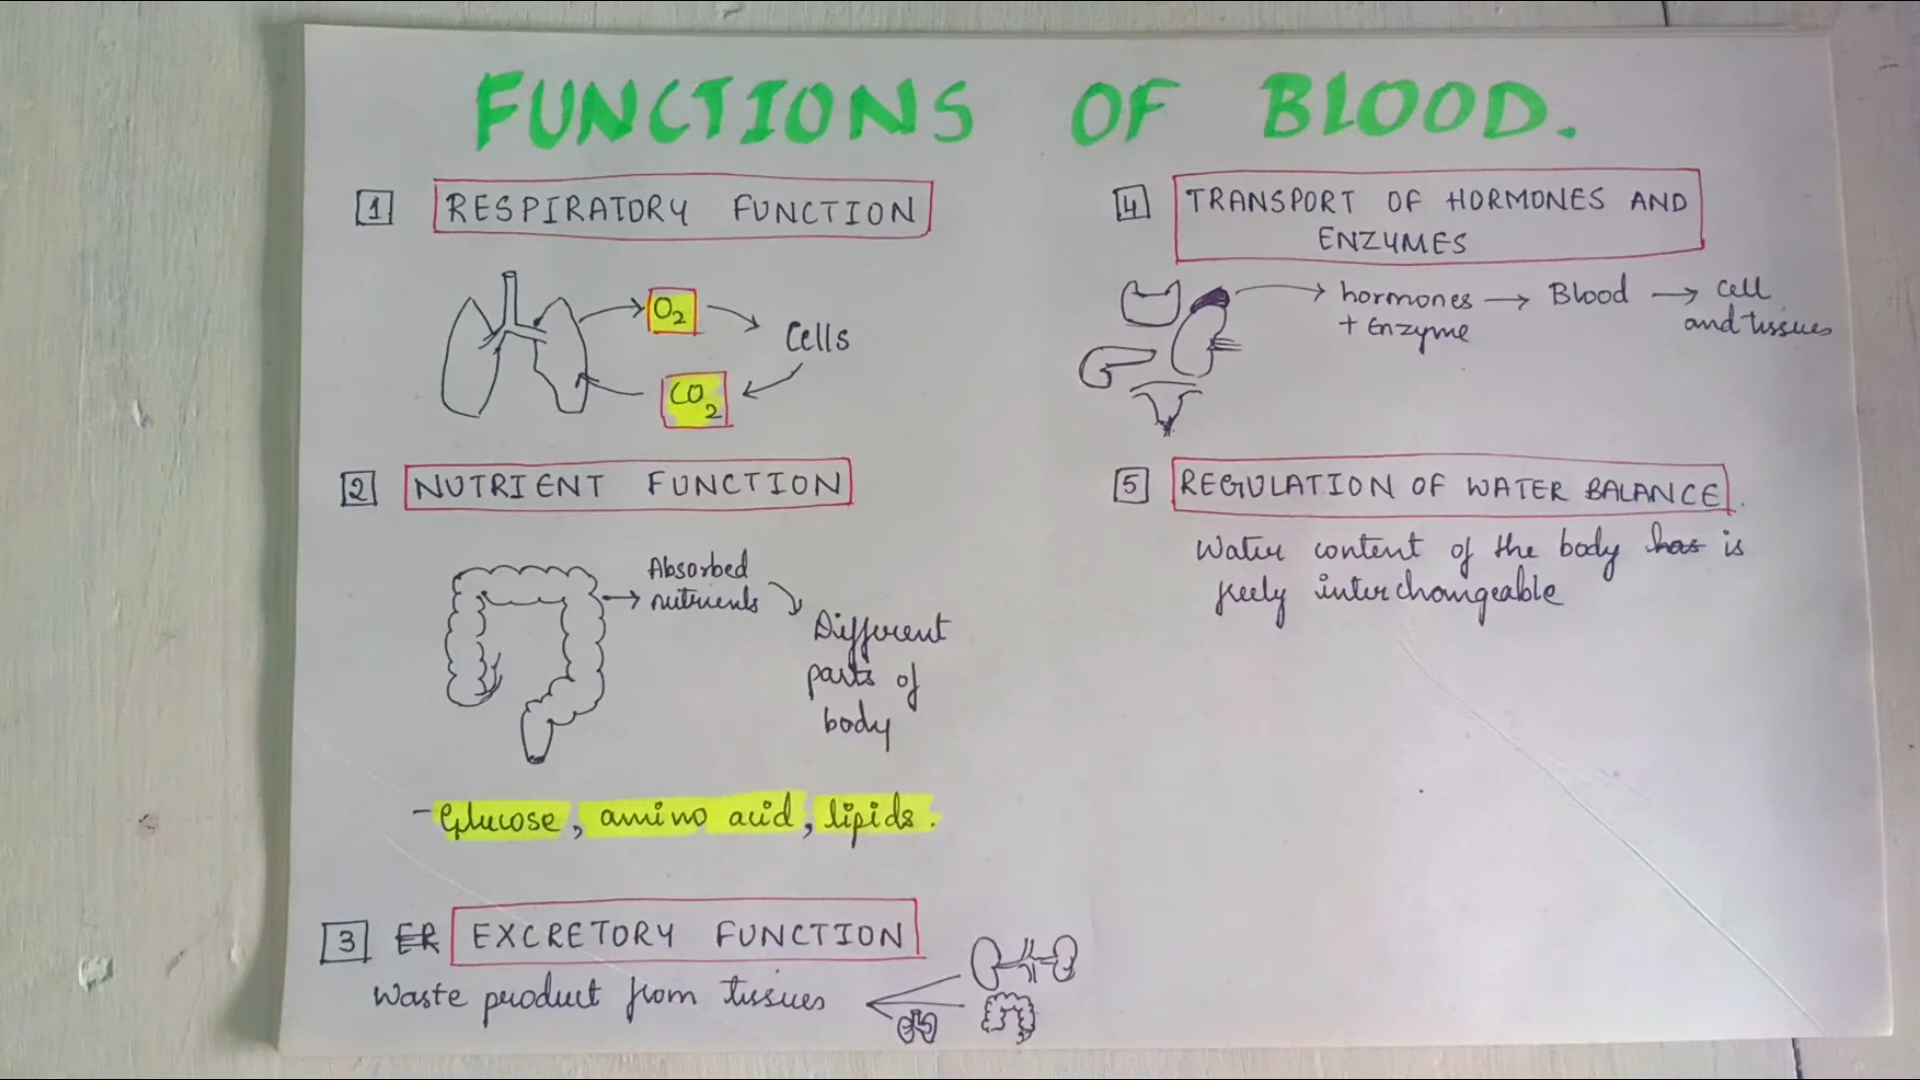 FUNCTIONS OF BLOOD.
1 RESPIRATORY FUNCTION
O2
Cells
CO2
2 NUTRIENT FUNCTION
Absorbed
nutrients
Different
parts of
body
- Glucose, amino acid, lipids.
3 ER EXCRETORY FUNCTION
Waste product from tissues
4 TRANSPORT OF HORMONES AND
ENZYMES
hormones → Blood → cell
+ Enzyme and tissues
5 REGULATION OF WATER BALANCE.
Water content of the body has is
freely interchangeable